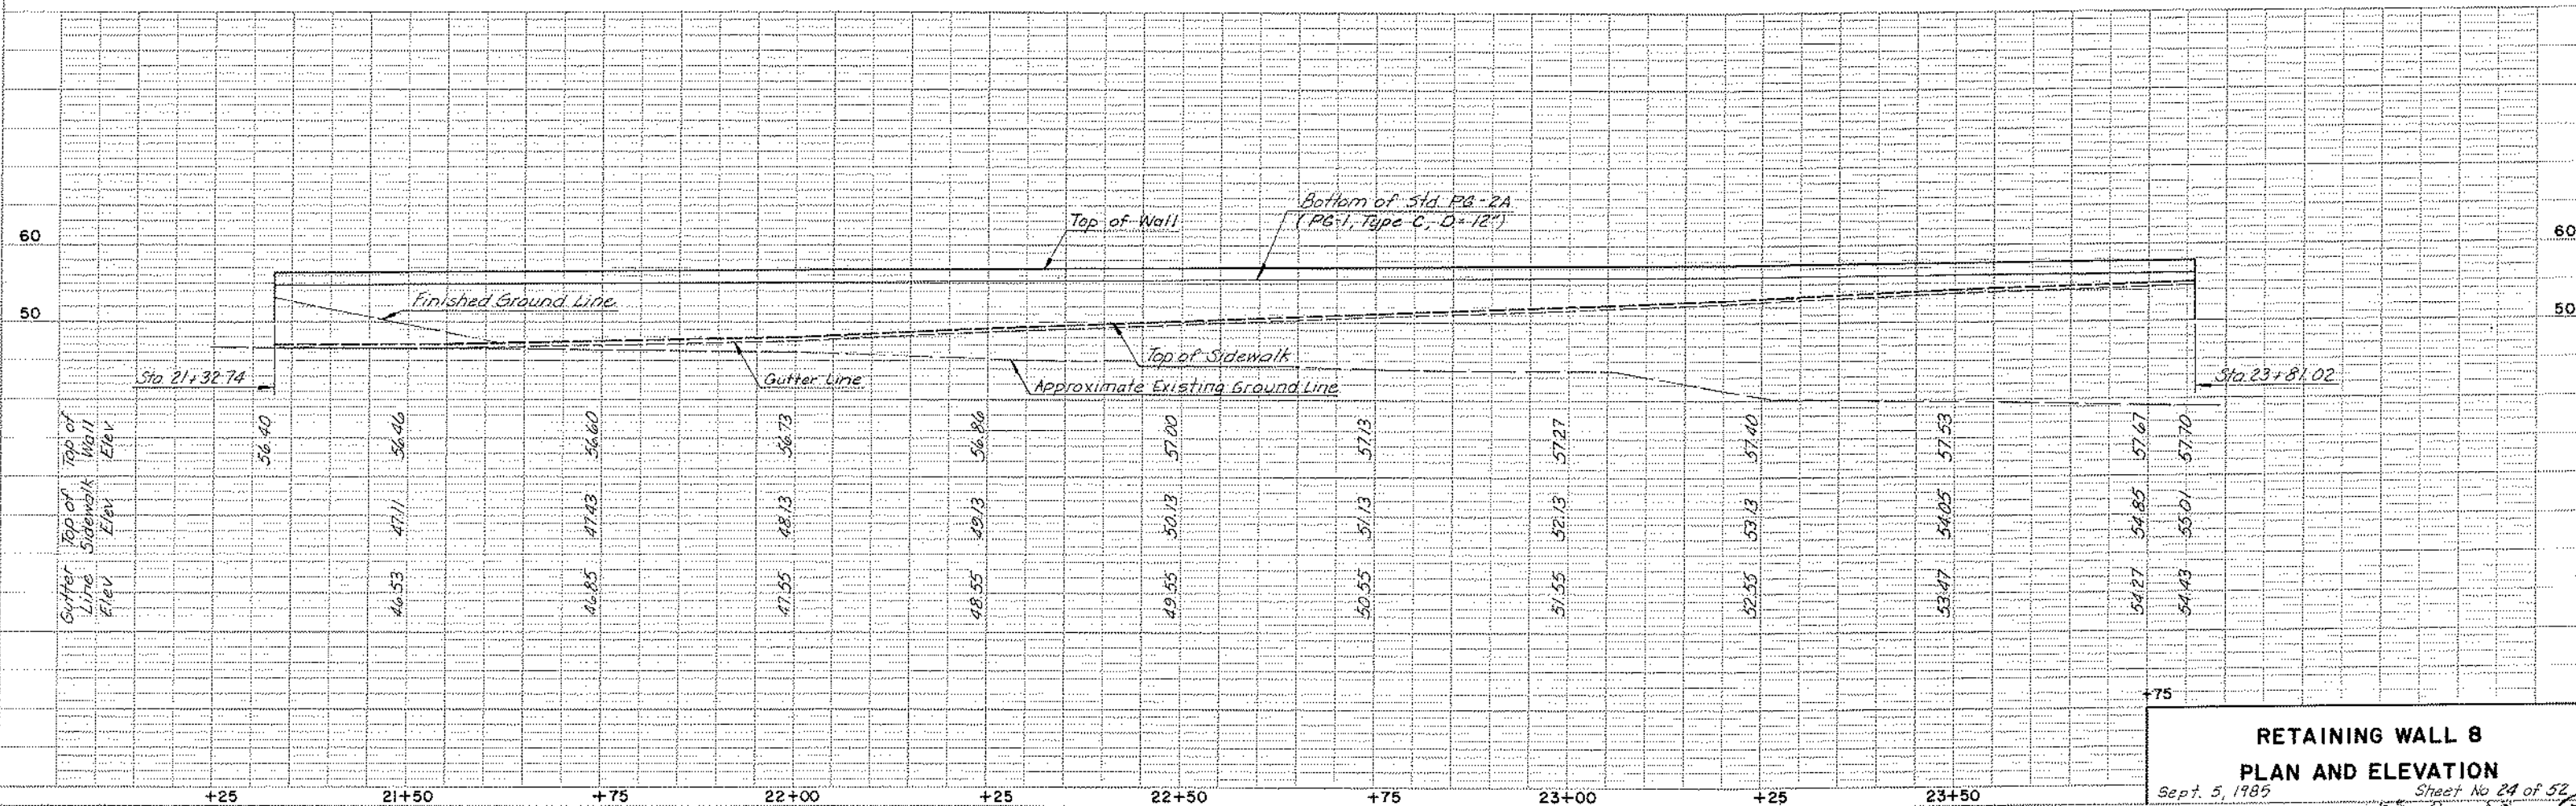 Bottom of Std. PG-2A
Top of Wall
(PG-1, Type C, D=12")
60
60
Finished Ground Line
50
50
Top of Sidewalk
Sta 21+32.74
Gutter Line
Approximate Existing Ground Line
Sta. 23+81.02
Top of
Wall
Elev
56.40
56.46
56.60
56.73
56.86
57.00
57.13
57.27
57.40
57.53
57.67
57.70
Top of
Sidewalk
Elev
47.11
47.43
48.13
49.13
50.13
51.13
52.13
53.13
54.05
54.85
55.01
Gutter
Line
Elev
46.53
46.85
47.55
48.55
49.55
50.55
51.55
52.55
53.47
54.27
54.43
+75
RETAINING WALL 8
PLAN AND ELEVATION
Sept. 5, 1985
Sheet No 24 of 52
+25
21+50
+75
22+00
+25
22+50
+75
23+00
+25
23+50